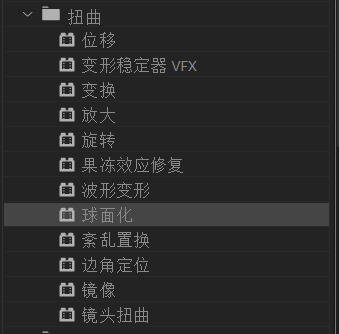 扭曲
位移
变形稳定器 VFX
变换
放大
旋转
果冻效应修复
波形变形
球面化
紊乱置换
边角定位
镜像
镜头扭曲